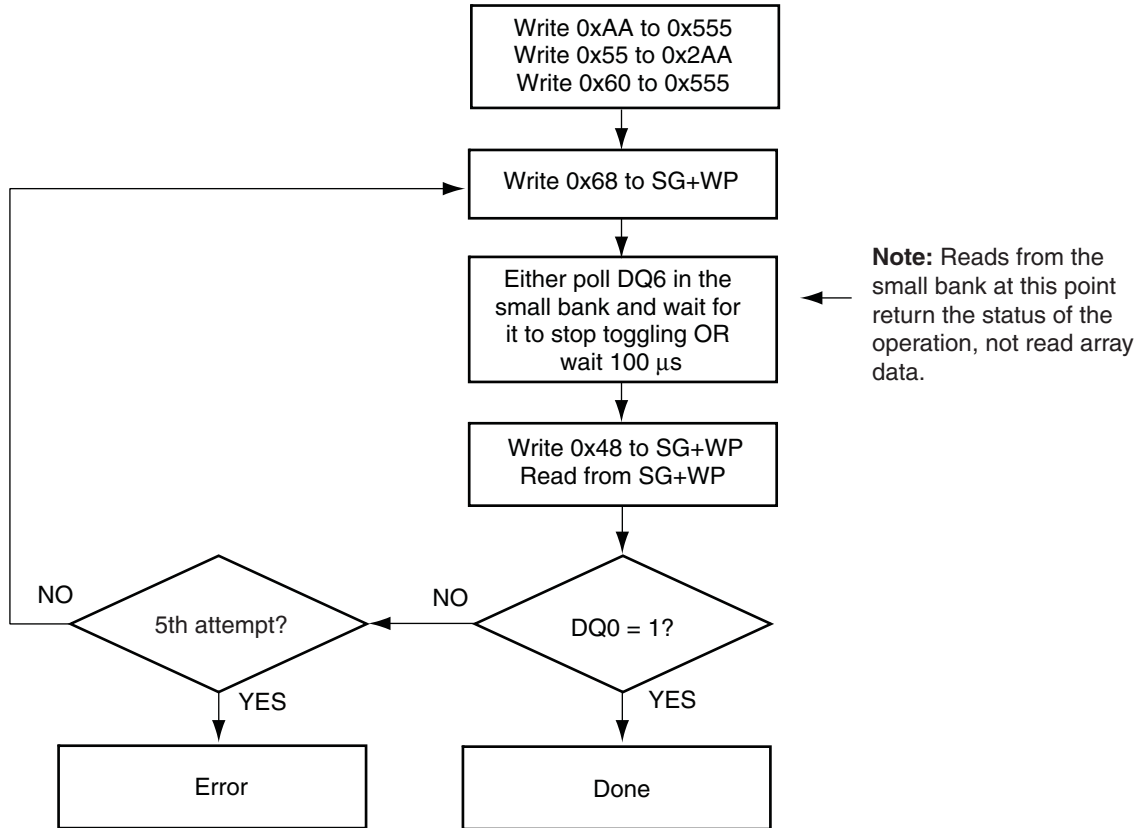 Write 0xAA to 0x555
Write 0x55 to 0x2AA
Write 0x60 to 0x555
Write 0x68 to SG+WP
Either poll DQ6 in the
small bank and wait for
it to stop toggling OR
wait 100 μs
Note: Reads from the
small bank at this point
return the status of the
operation, not read array
data.
Write 0x48 to SG+WP
Read from SG+WP
NO
NO
5th attempt?
DQ0 = 1?
YES
YES
Error
Done